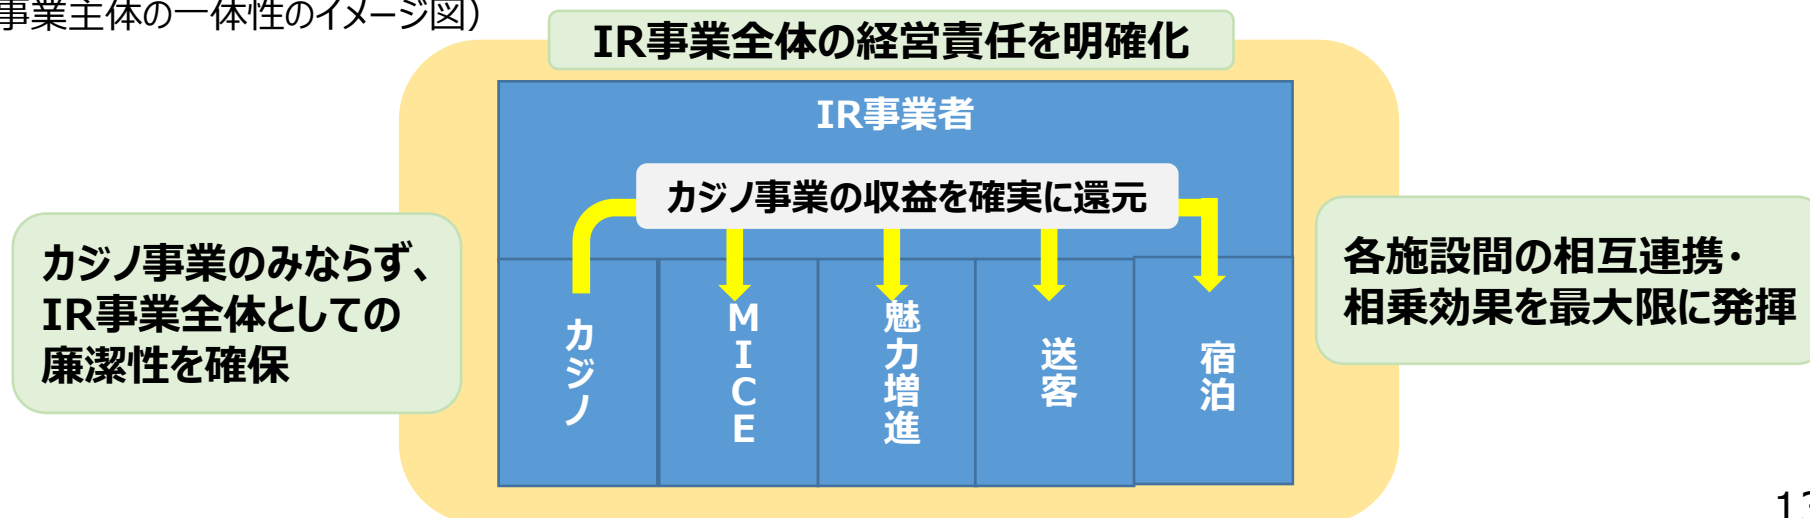 事業主体の一体性のイメージ図）
IR事業全体の経営責任を明確化
IR事業者
カジノ事業の収益を確実に還元
カジノ事業のみならず、
IR事業全体としての
廉潔性を確保
各施設間の相互連携・
相乗効果を最大限に発揮
カジノ
MICE
魅力増進
送客
宿泊
13